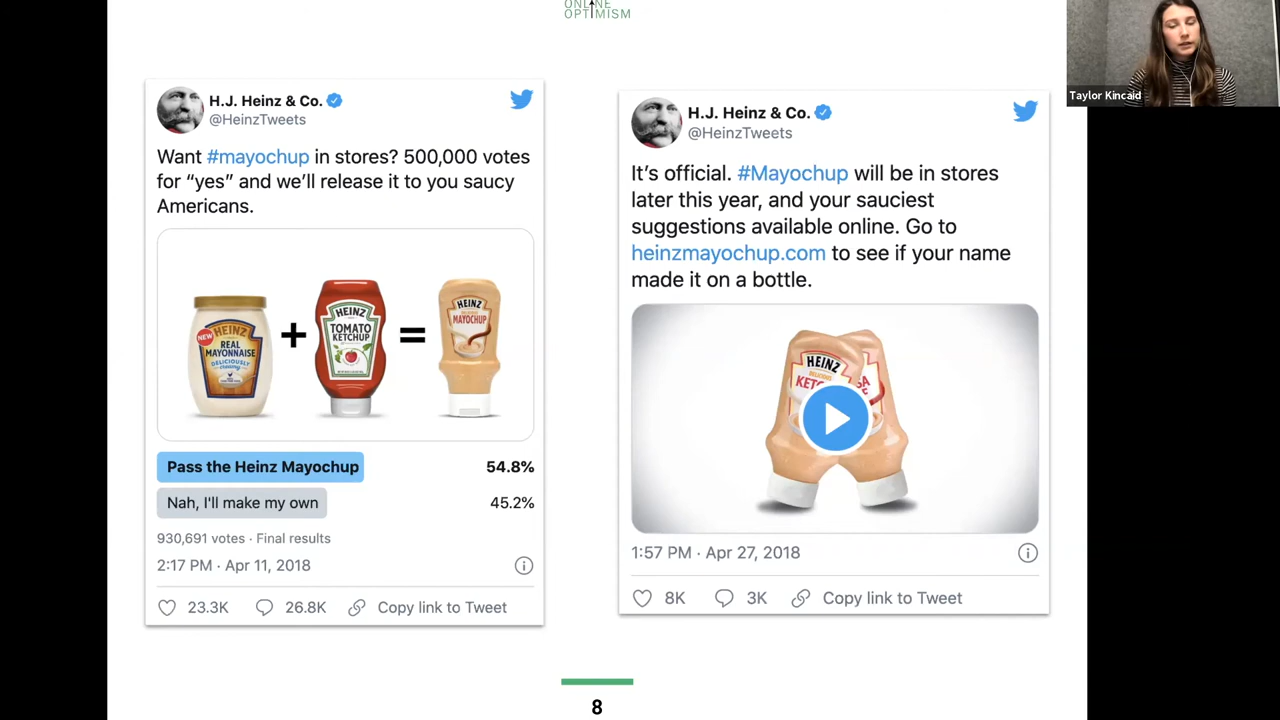 ONLINE
OPTIMISM
Taylor Kincaid
H.J. Heinz & Co.
@HeinzTweets
Want #mayochup in stores? 500,000 votes
for “yes” and we’ll release it to you saucy
Americans.
NEW
HEINZ
REAL
MAYONNAISE
DELICIOUSLY
creamy
+
HEINZ
TOMATO
KETCHUP
=
HEINZ
MAYOCHUP
Pass the Heinz Mayochup 54.8%
Nah, I'll make my own 45.2%
930,691 votes · Final results
2:17 PM · Apr 11, 2018
23.3K 26.8K Copy link to Tweet
H.J. Heinz & Co.
@HeinzTweets
It’s official. #Mayochup will be in stores
later this year, and your sauciest
suggestions available online. Go to
heinzmayochup.com to see if your name
made it on a bottle.
HEINZ
1:57 PM · Apr 27, 2018
8K 3K Copy link to Tweet
8